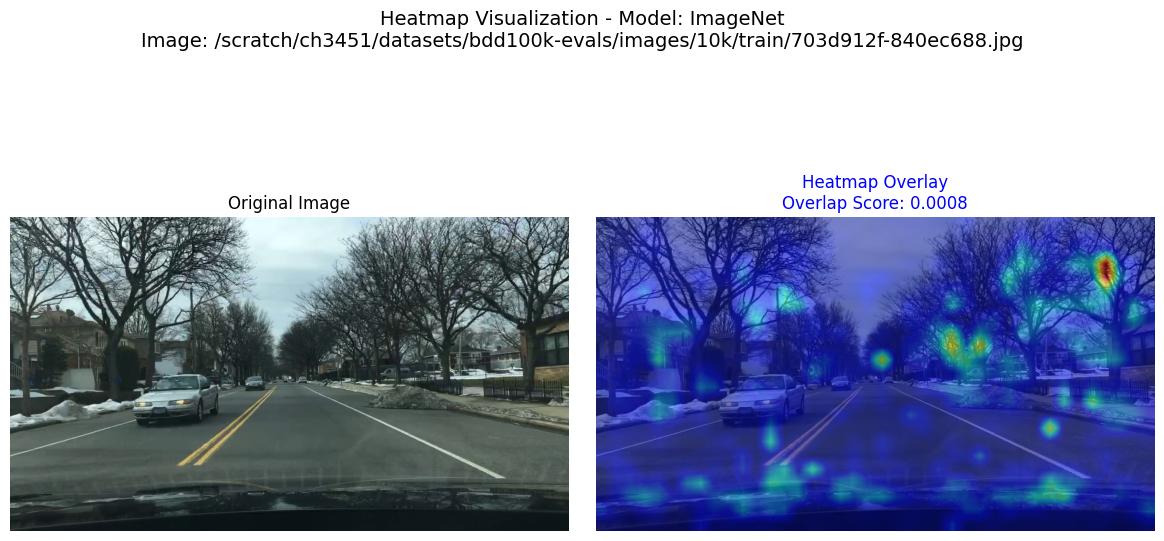 Heatmap Visualization - Model: ImageNet
Image: /scratch/ch3451/datasets/bdd100k-evals/images/10k/train/703d912f-840ec688.jpg
Original Image
Heatmap Overlay
Overlap Score: 0.0008